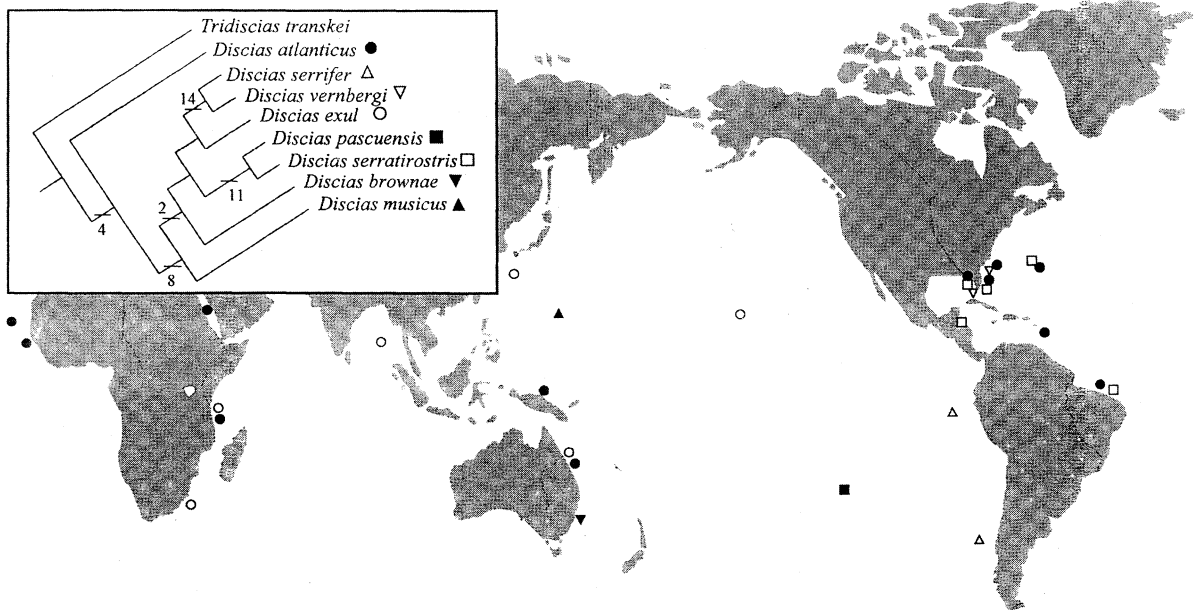 Tridiscias transkei
Discias atlanticus ●
Discias serrifer △
14 Discias vernbergi ▽
Discias exul ○
Discias pascuensis ■
Discias serratirostris □
11
Discias brownae ▼
2
Discias musicus ▲
4
8